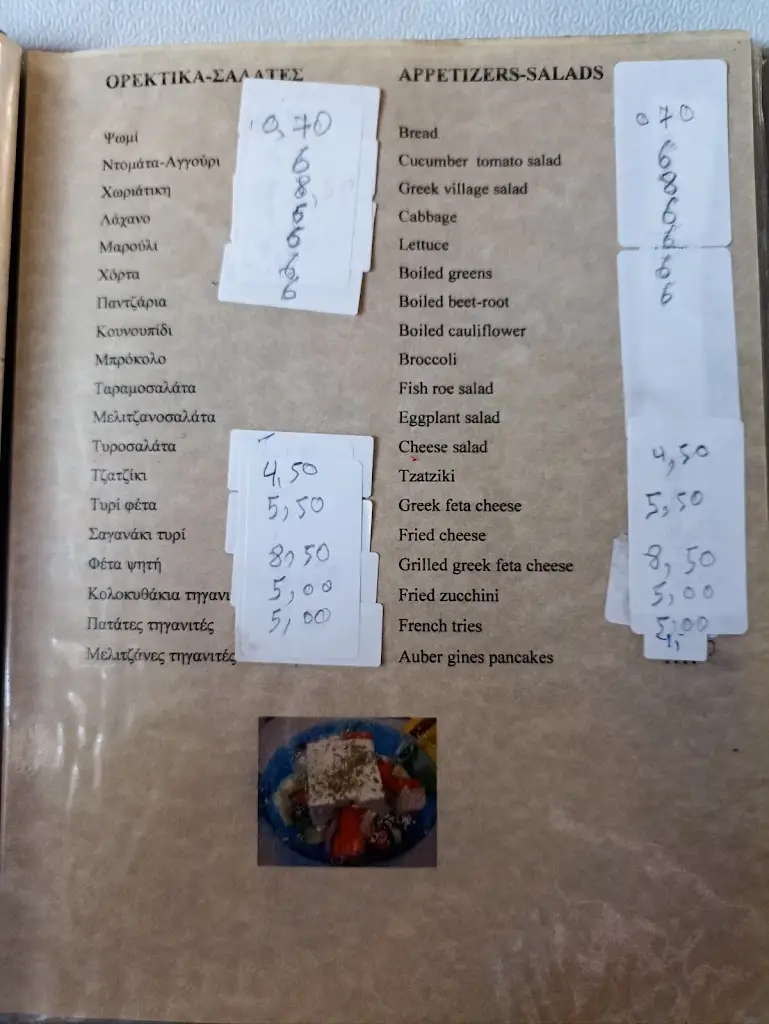 ΟΡΕΚΤΙΚΑ-ΣΑΛΑΤΕΣ APPETIZERS-SALADS
Ψωμί 0,70 Bread 0 70
Ντομάτα-Αγγούρι 6 Cucumber tomato salad 6
Χωριάτικη 8 Greek village salad 8
Λάχανο 6 Cabbage 6
Μαρούλι 6 Lettuce 6
Χόρτα 6 Boiled greens 6
Παντζάρια 6 Boiled beet-root 6
Κουνουπίδι Boiled cauliflower
Μπρόκολο Broccoli
Ταραμοσαλάτα Fish roe salad
Μελιτζανοσαλάτα Eggplant salad
Τυροσαλάτα Cheese salad
Τζατζίκι 4,50 Tzatziki 4,50
Τυρί φέτα 5,50 Greek feta cheese 5,50
Σαγανάκι τυρί Fried cheese
Φέτα ψητή 8,50 Grilled greek feta cheese 8,50
Κολοκυθάκια τηγανι 5,00 Fried zucchini 5,00
Πατάτες τηγανιτές 5,00 French tries 5,00
Μελιτζάνες τηγανιτές Auber gines pancakes 4,-